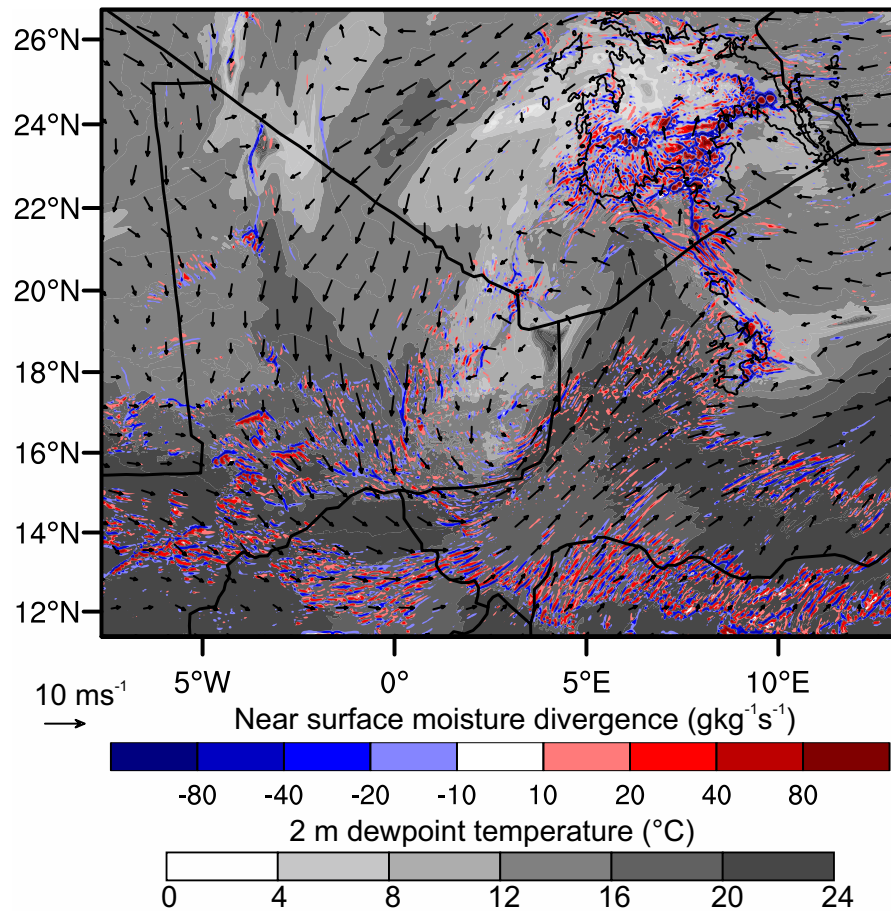 26°N
24°N
22°N
20°N
18°N
16°N
14°N
12°N
5°W 0° 5°E 10°E
10 ms⁻¹
Near surface moisture divergence (gkg⁻¹s⁻¹)
-80 -40 -20 -10 10 20 40 80
2 m dewpoint temperature (°C)
0 4 8 12 16 20 24